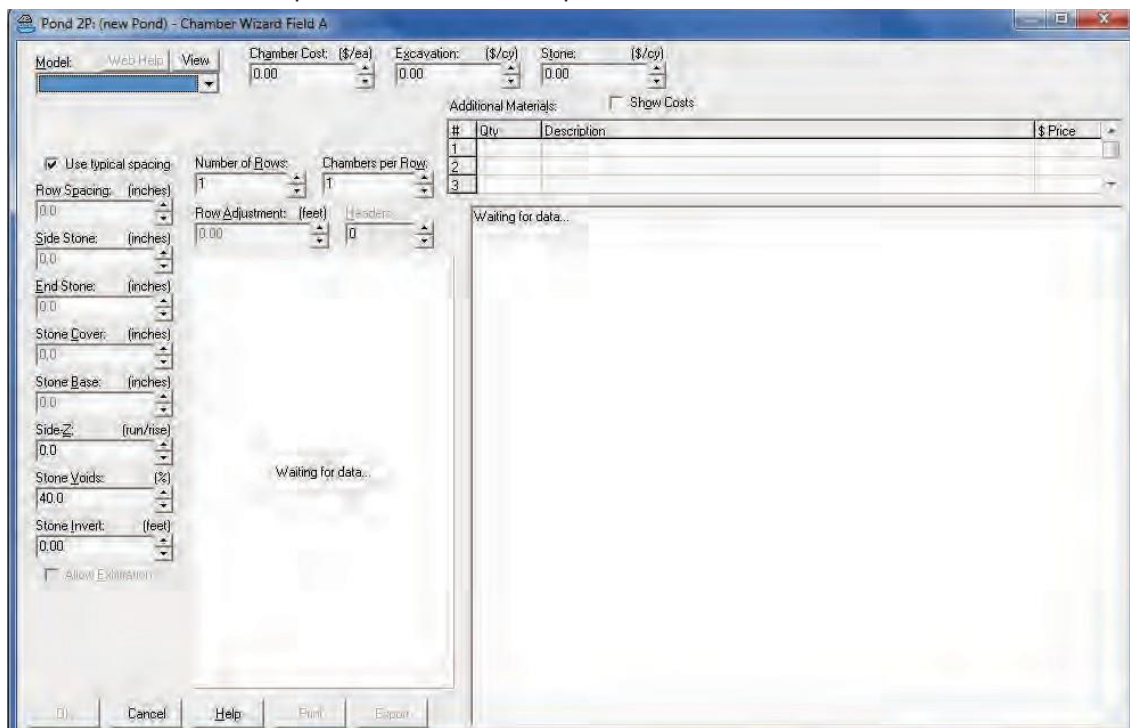 Pond 2P: (new Pond) - Chamber Wizard Field A
Model: Web Help View Chamber Cost: ($/ea) Excavation: ($/cy) Stone: ($/cy)
0.00 0.00 0.00
Additional Materials: Show Costs
# Qty Description $ Price
1
2
3
Use typical spacing Number of Rows: Chambers per Row:
1 1
Row Spacing: (inches)
0.0
Row Adjustment: (feet) Headers:
0.00 0
Side Stone: (inches)
0.0
End Stone: (inches)
0.0
Stone Cover: (inches)
0.0
Stone Base: (inches)
0.0
Side-Z: (run/rise)
0.0
Stone Voids: (%)
40.0
Stone Invert: (feet)
0.00
Allow Exfiltration
Waiting for data...
Waiting for data...
Cancel Help Print Export